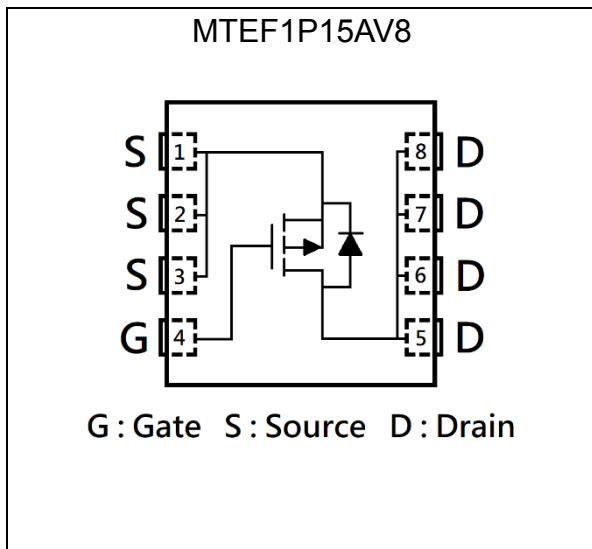 MTEF1P15AV8
S 1 8 D
S 2 7 D
S 3 6 D
G 4 5 D
G : Gate S : Source D : Drain